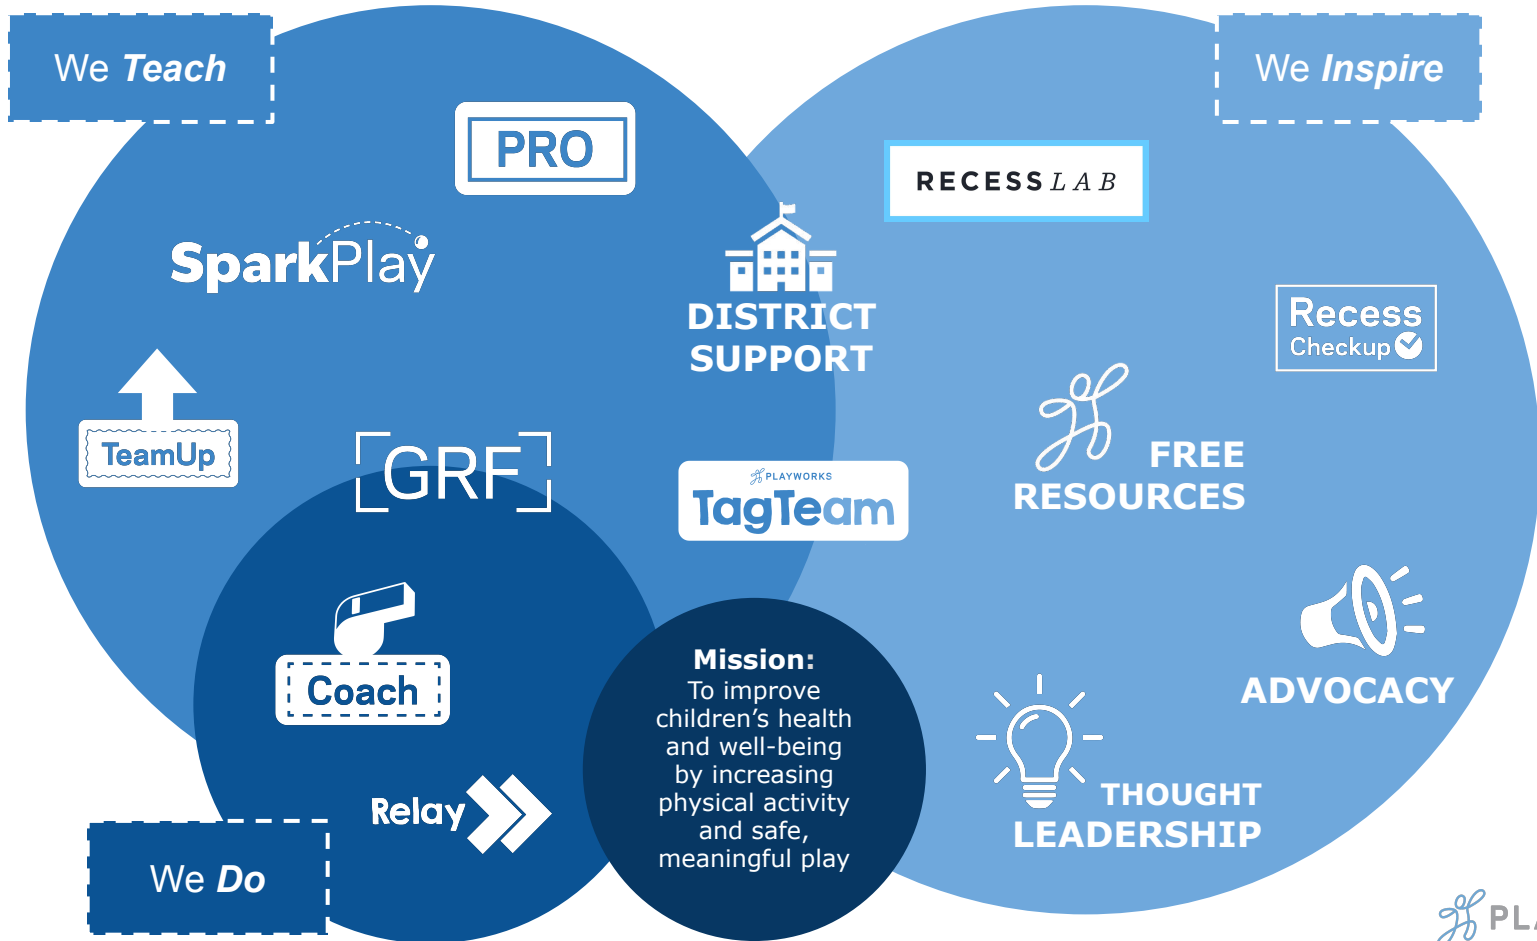 We Teach
We Inspire
PRO
RECESS LAB
SparkPlay
DISTRICT
SUPPORT
Recess
Checkup
TeamUp
GRF
PLAYWORKS
TagTeam
FREE
RESOURCES
Coach
Mission:
To improve
children’s health
and well-being
by increasing
physical activity
and safe,
meaningful play
ADVOCACY
Relay
THOUGHT
LEADERSHIP
We Do